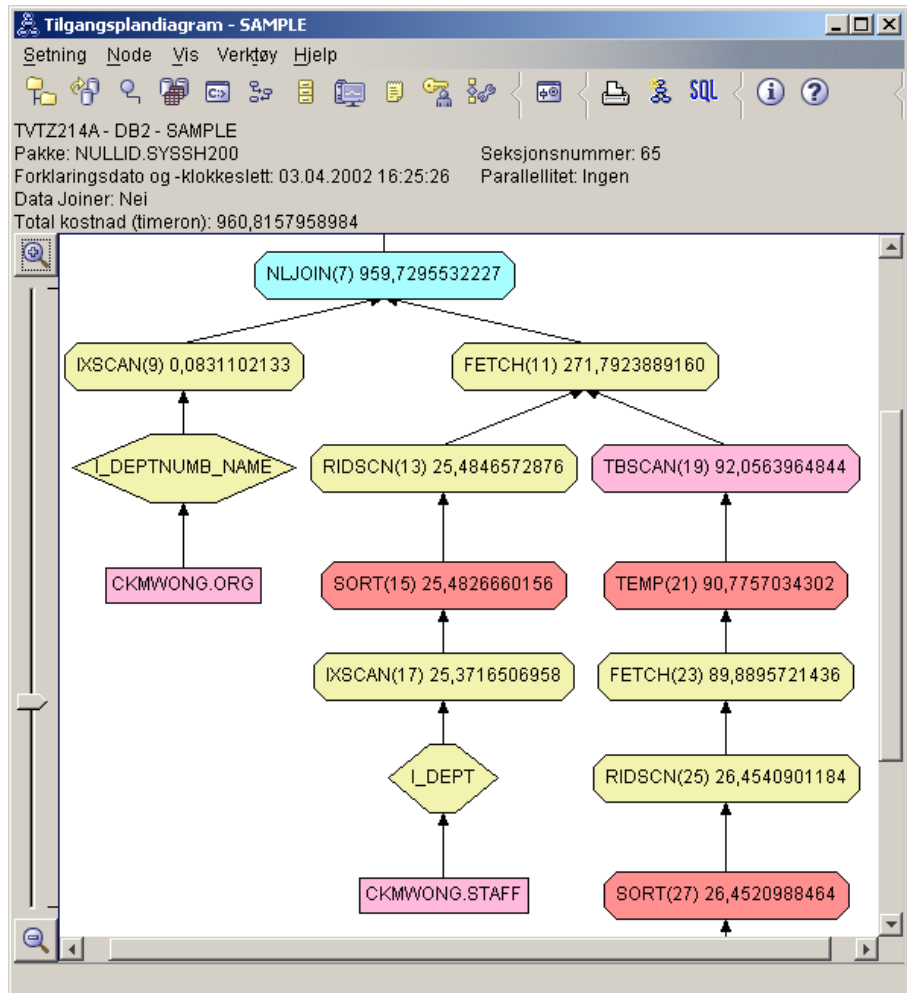 Tilgangsplandiagram - SAMPLE
Setning Node Vis Verktøy Hjelp
SQL
TVTZ214A - DB2 - SAMPLE
Pakke: NULLID.SYSSH200 Seksjonsnummer: 65
Forklaringsdato og -klokkeslett: 03.04.2002 16:25:26 Parallellitet: Ingen
Data Joiner: Nei
Total kostnad (timeron): 960,8157958984
NLJOIN(7) 959,7295532227
IXSCAN(9) 0,0831102133 FETCH(11) 271,7923889160
I_DEPTNUMB_NAME RIDSCN(13) 25,4846572876 TBSCAN(19) 92,0563964844
CKMWONG.ORG SORT(15) 25,4826660156 TEMP(21) 90,7757034302
IXSCAN(17) 25,3716506958 FETCH(23) 89,8895721436
I_DEPT RIDSCN(25) 26,4540901184
CKMWONG.STAFF SORT(27) 26,4520988464